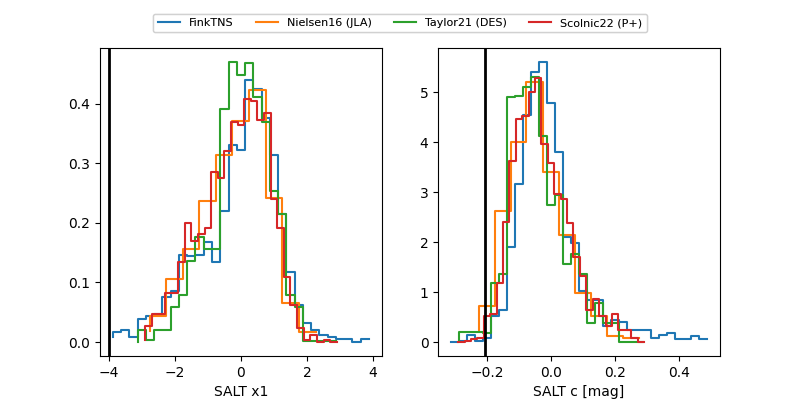 FinkTNS Nielsen16 (JLA) Taylor21 (DES) Scolnic22 (P+)
0.4
0.3
0.2
0.1
0.0
−4 −2 0 2 4
SALT x1
5
4
3
2
1
0
−0.2 0.0 0.2 0.4
SALT c [mag]